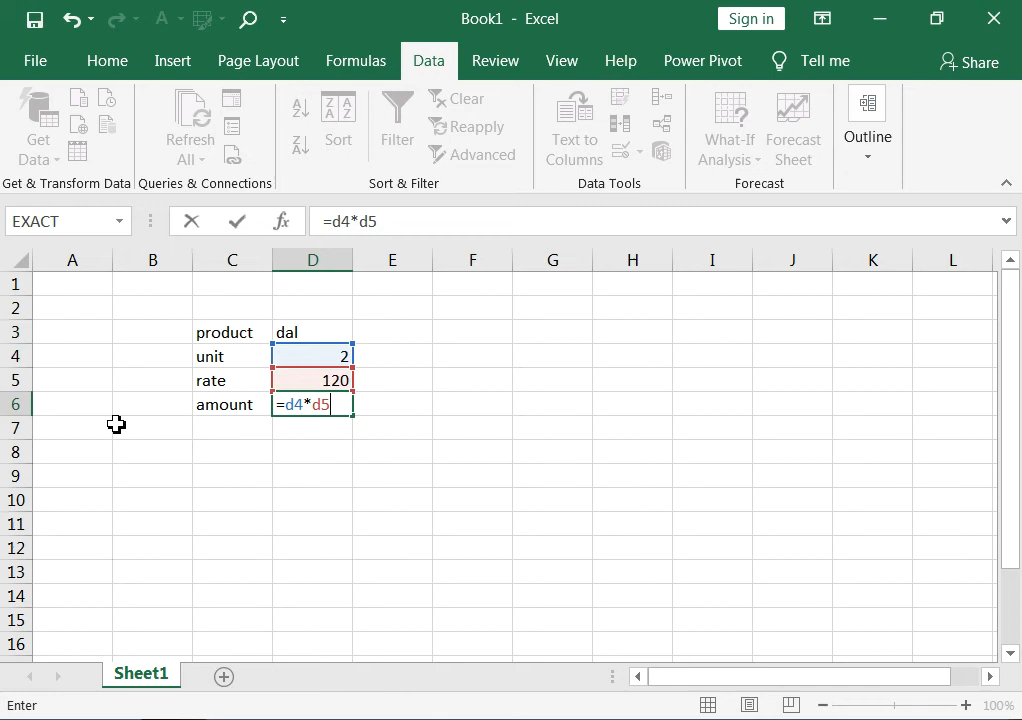 Book1 - Excel
Sign in
File Home Insert Page Layout Formulas Data Review View Help Power Pivot Tell me Share
Get Data
Refresh All
A Z
Z A
Z A A Z
Sort
Filter
Clear
Reapply
Advanced
Text to Columns
What-If Analysis
Forecast Sheet
Outline
Get & Transform Data Queries & Connections Sort & Filter Data Tools Forecast
EXACT fx =d4*d5
A B C D E F G H I J K L
1
2
3 product dal
4 unit 2
5 rate 120
6 amount =d4*d5
7
8
9
10
11
12
13
14
15
16
Sheet1
Enter 100%